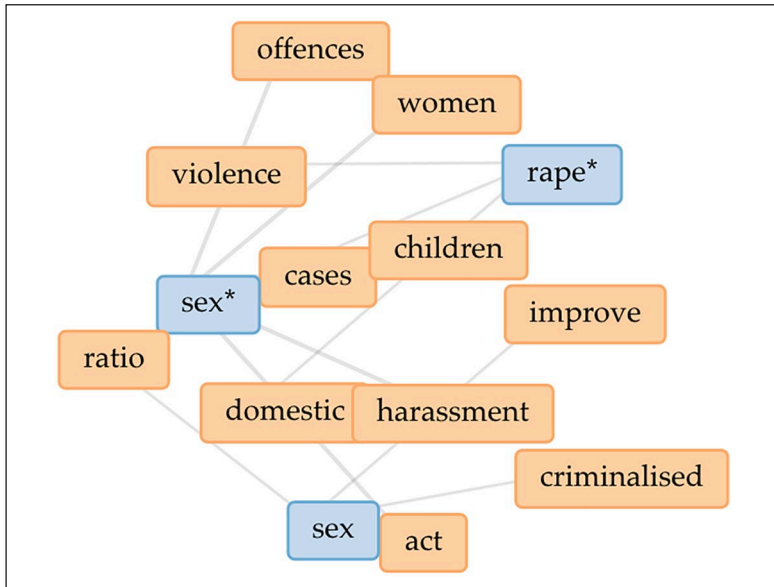 offences
women
violence
rape*
children
cases
sex*
improve
ratio
domestic
harassment
criminalised
sex
act